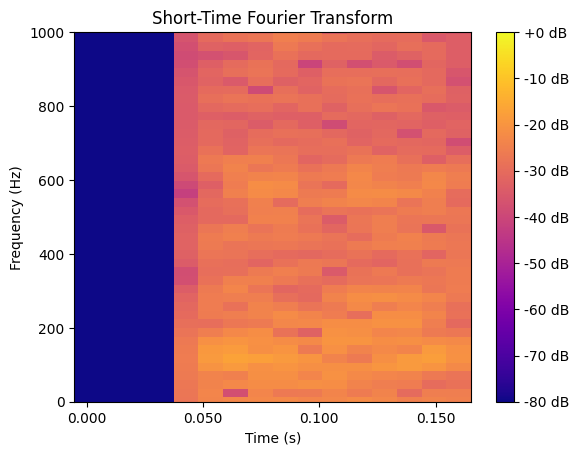 Short-Time Fourier Transform
1000
800
600
400
200
0
Frequency (Hz)
0.000
0.050
0.100
0.150
Time (s)
+0 dB
-10 dB
-20 dB
-30 dB
-40 dB
-50 dB
-60 dB
-70 dB
-80 dB